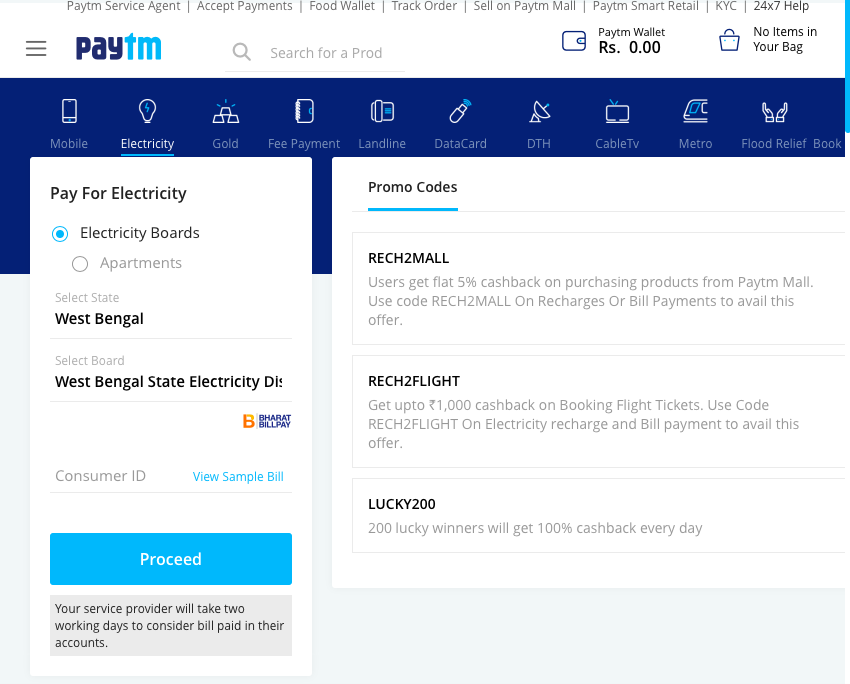 Paytm Service Agent | Accept Payments | Food Wallet | Track Order | Sell on Paytm Mall | Paytm Smart Retail | KYC | 24x7 Help
paytm
Search for a Prod
Paytm Wallet
Rs. 0.00
No Items in
Your Bag
Mobile Electricity Gold Fee Payment Landline DataCard DTH CableTv Metro Flood Relief Book
Pay For Electricity
Electricity Boards
Apartments
Select State
West Bengal
Select Board
West Bengal State Electricity Dis
B BHARAT
BILLPAY
Consumer ID View Sample Bill
Proceed
Your service provider will take two
working days to consider bill paid in their
accounts.
Promo Codes
RECH2MALL
Users get flat 5% cashback on purchasing products from Paytm Mall.
Use code RECH2MALL On Recharges Or Bill Payments to avail this
offer.
RECH2FLIGHT
Get upto ₹1,000 cashback on Booking Flight Tickets. Use Code
RECH2FLIGHT On Electricity recharge and Bill payment to avail this
offer.
LUCKY200
200 lucky winners will get 100% cashback every day